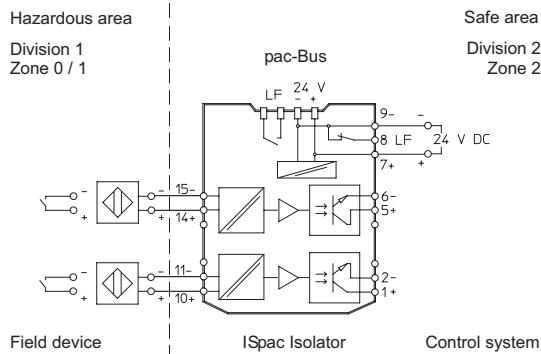 Hazardous area
Safe area
Division 1
Zone 0 / 1
Division 2
Zone 2
pac-Bus
LF
24 V
- +
9- -
8 LF
24 V DC
7+ +
- - 15-
+ + 14+
6-
5+
- - 11-
+ + 10+
2-
1+
Field device
ISpac Isolator
Control system